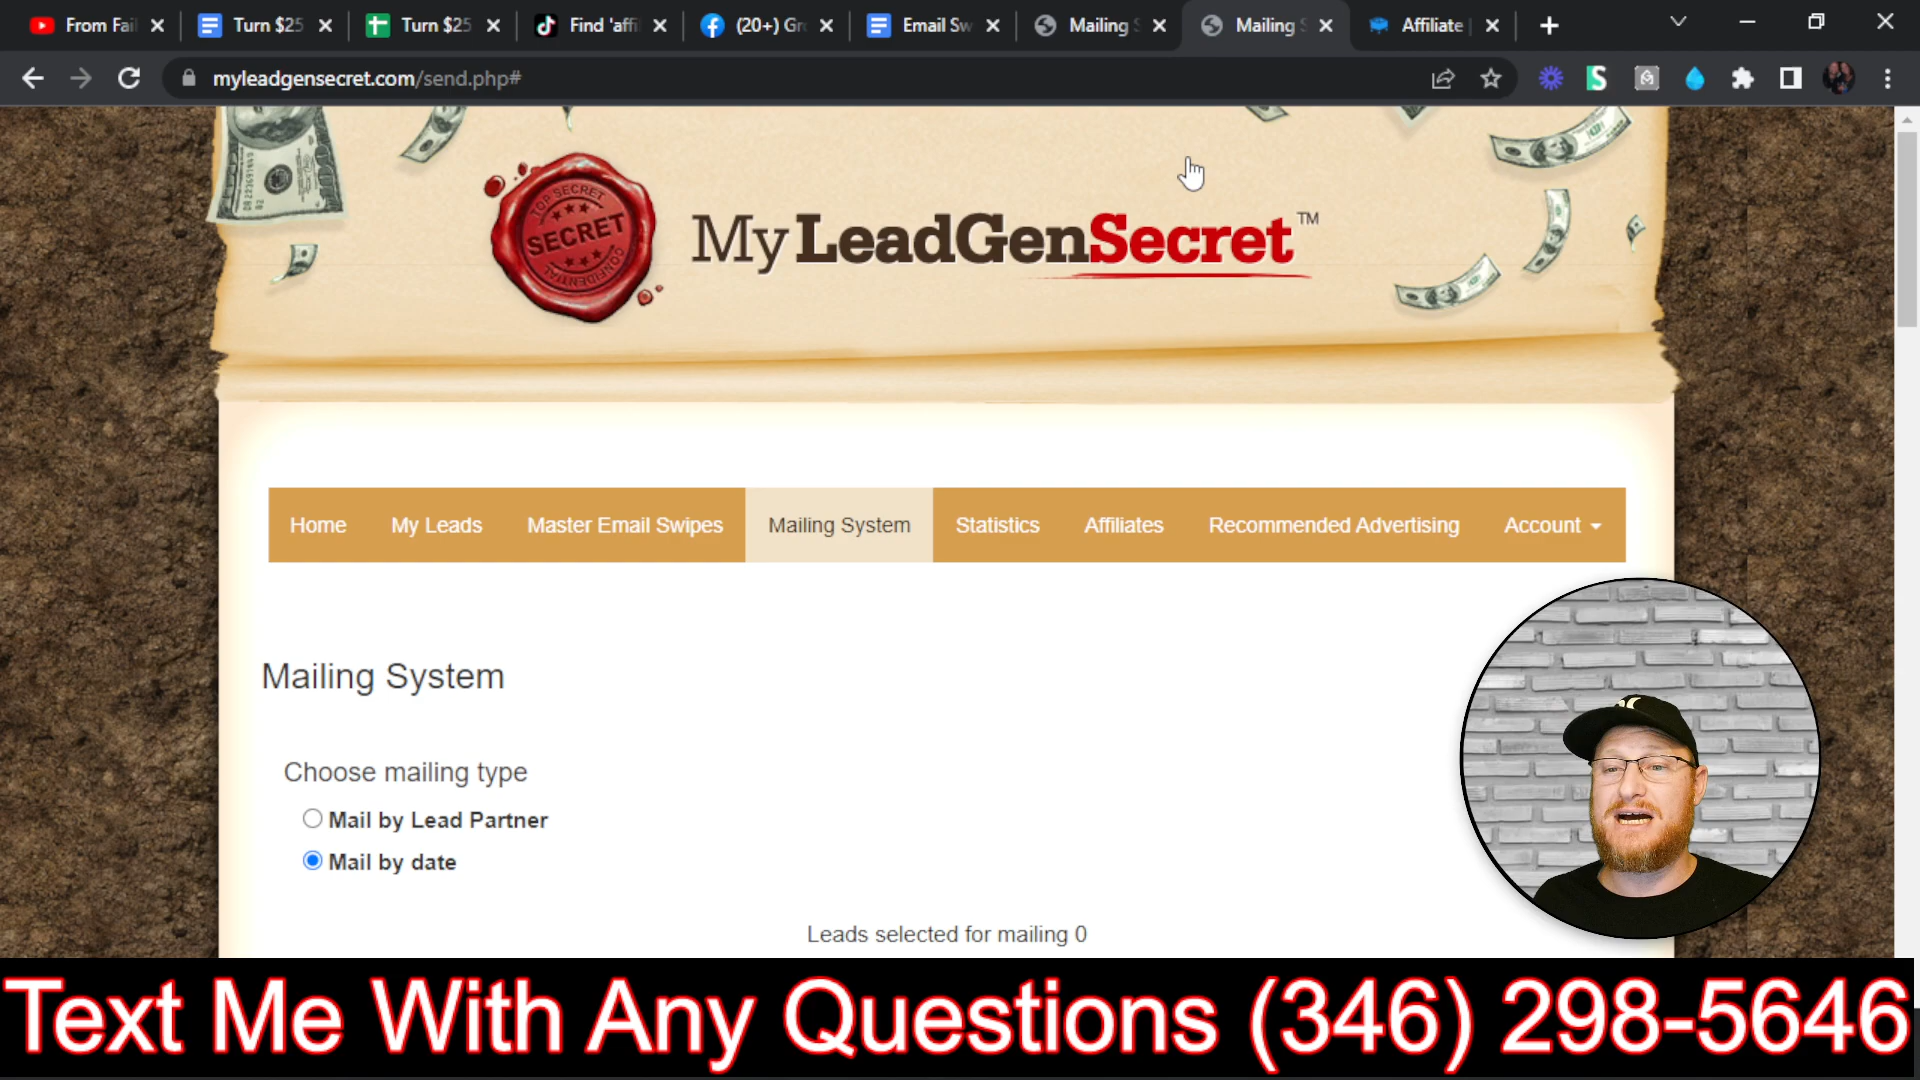 From Fai
Turn $25
Turn $25
Find 'affi
(20+) Gr
Email Sw
Mailing S
Mailing S
Affiliate
myleadgensecret.com/send.php#
TOP SECRET
SECRET
CONFIDENTIAL
MyLeadGenSecret™
Home
My Leads
Master Email Swipes
Mailing System
Statistics
Affiliates
Recommended Advertising
Account
Mailing System
Choose mailing type
Mail by Lead Partner
Mail by date
Leads selected for mailing 0
Text Me With Any Questions (346) 298-5646